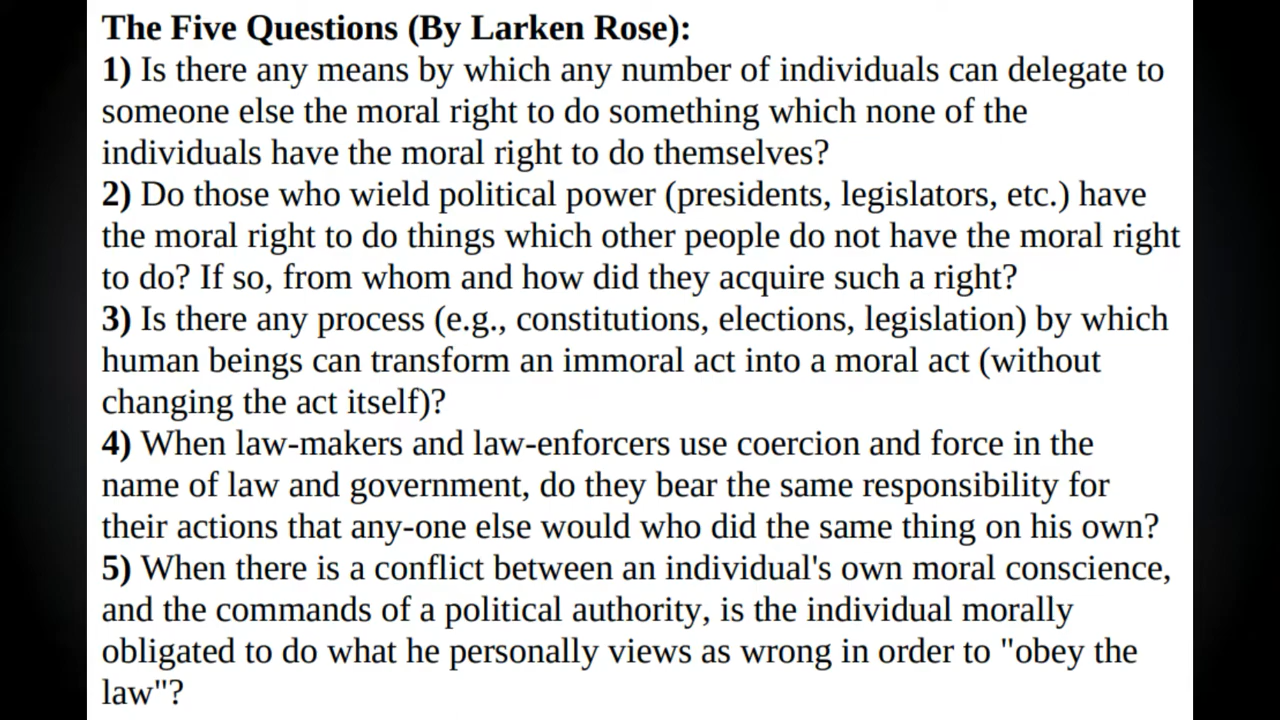 The Five Questions (By Larken Rose):
1) Is there any means by which any number of individuals can delegate to
someone else the moral right to do something which none of the
individuals have the moral right to do themselves?
2) Do those who wield political power (presidents, legislators, etc.) have
the moral right to do things which other people do not have the moral right
to do? If so, from whom and how did they acquire such a right?
3) Is there any process (e.g., constitutions, elections, legislation) by which
human beings can transform an immoral act into a moral act (without
changing the act itself)?
4) When law-makers and law-enforcers use coercion and force in the
name of law and government, do they bear the same responsibility for
their actions that any-one else would who did the same thing on his own?
5) When there is a conflict between an individual's own moral conscience,
and the commands of a political authority, is the individual morally
obligated to do what he personally views as wrong in order to "obey the
law"?